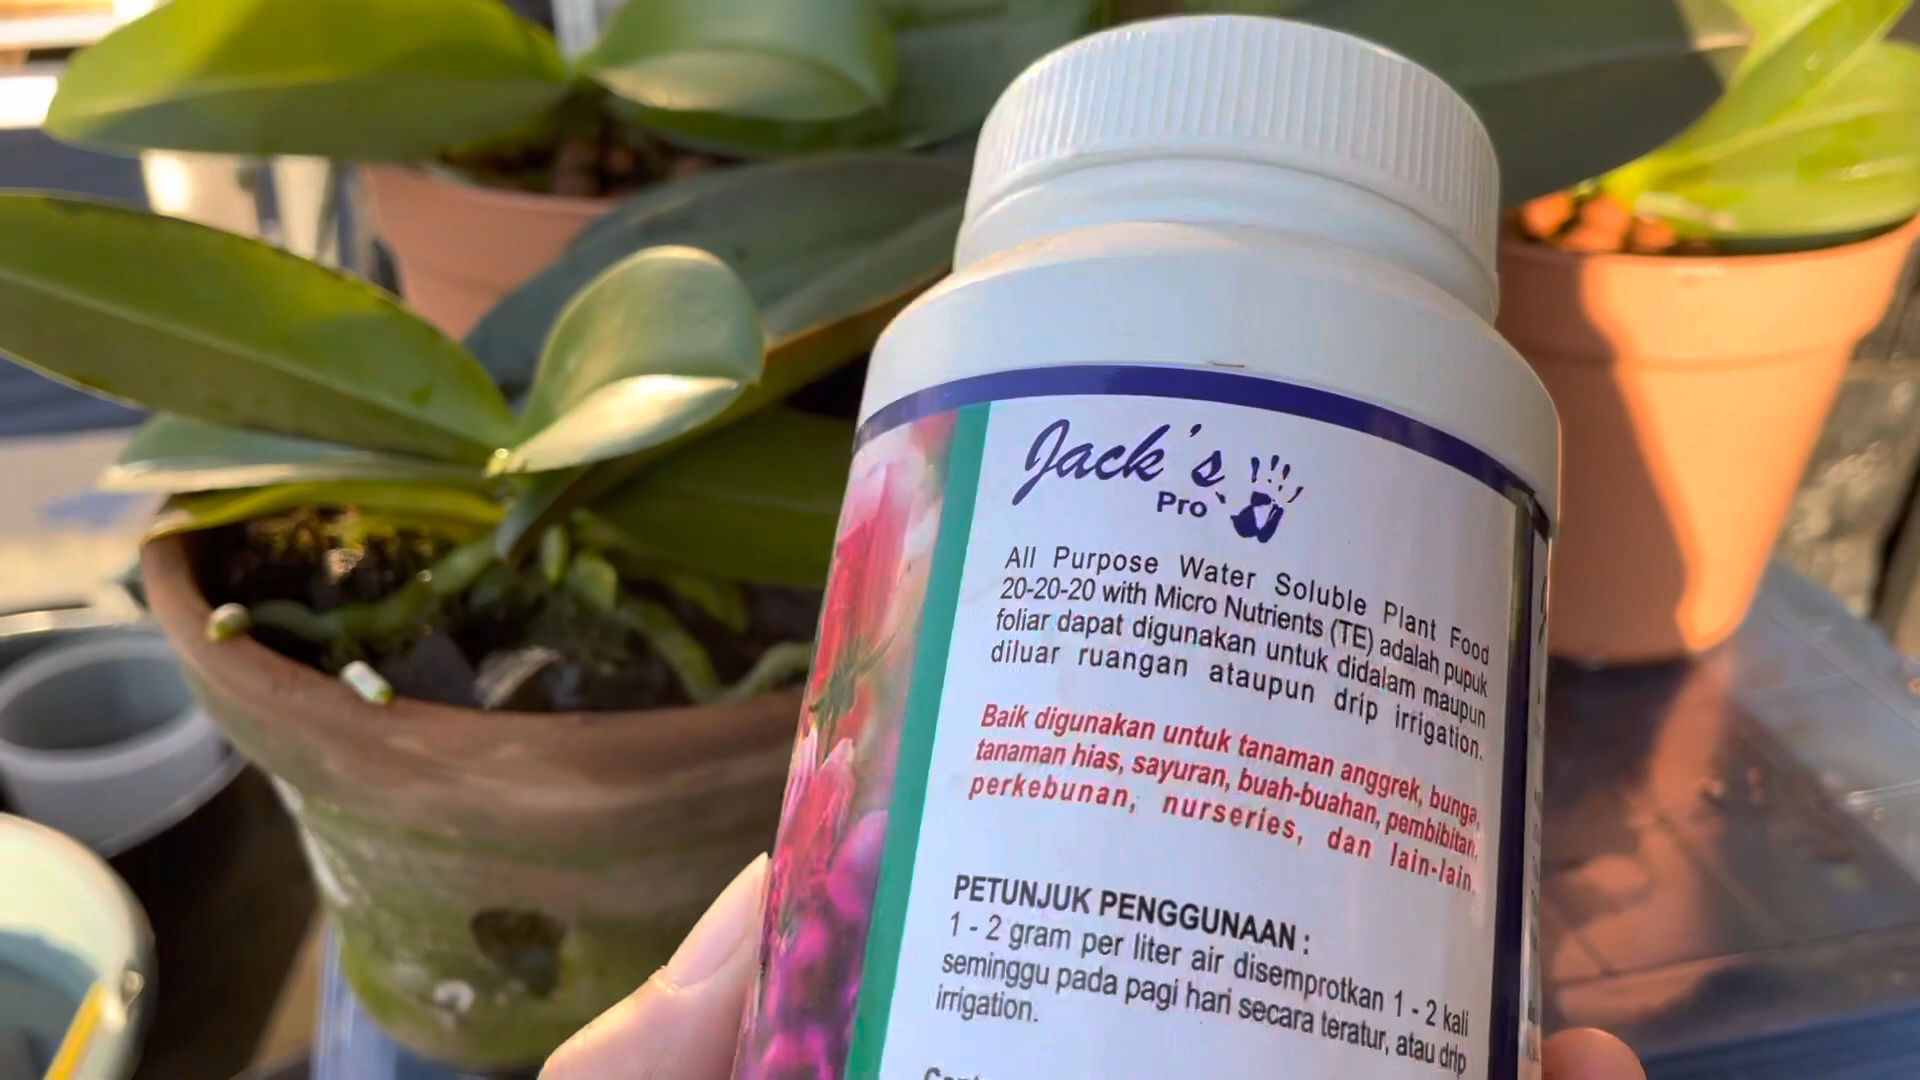 Jack's
Pro
All Purpose Water Soluble Plant Food
20-20-20 with Micro Nutrients (TE) adalah pupuk
foliar dapat digunakan untuk didalam maupun
diluar ruangan ataupun drip irrigation.
Baik digunakan untuk tanaman anggrek, bunga,
tanaman hias, sayuran, buah-buahan, pembibitan,
perkebunan, nurseries, dan lain-lain.
PETUNJUK PENGGUNAAN :
1 - 2 gram per liter air disemprotkan 1 - 2 kali
seminggu pada pagi hari secara teratur, atau drip
irrigation.